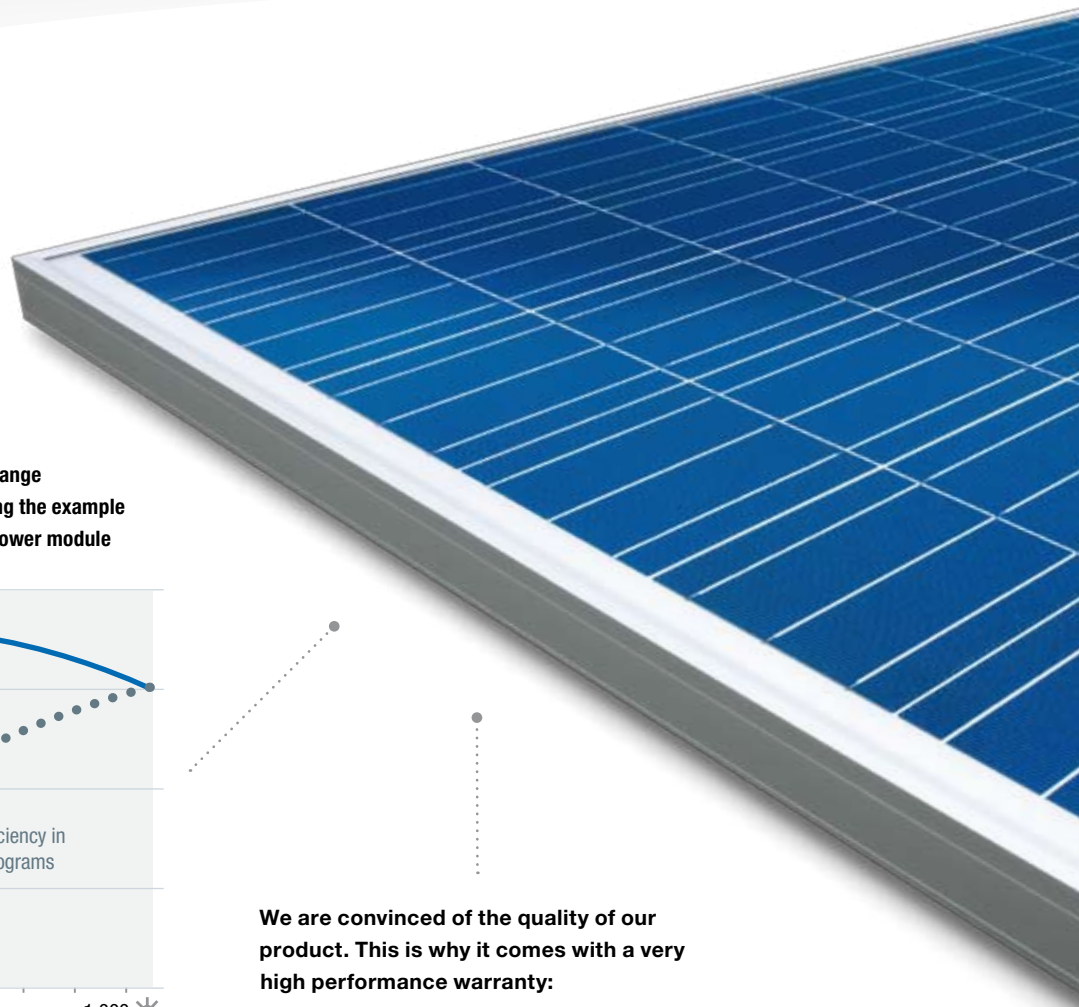 ange
ng the example
ower module
ciency in
ograms
We are convinced of the quality of our
product. This is why it comes with a very
high performance warranty: